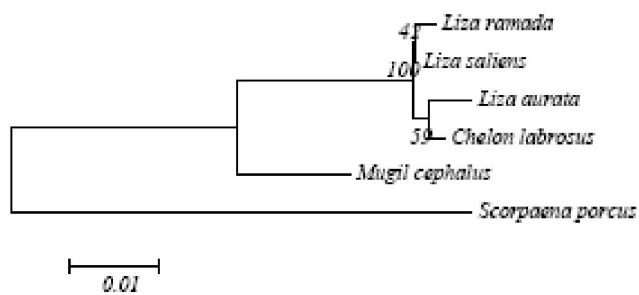 Liza ramada
41
Liza saliens
100
Liza aurata
59
Chelon labrosus
Mugil cephalus
Scorpaena porcus
0.01